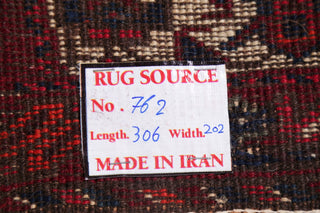 RUG SOURCE
No. 762
Length. 306 Width. 202
MADE IN IRAN